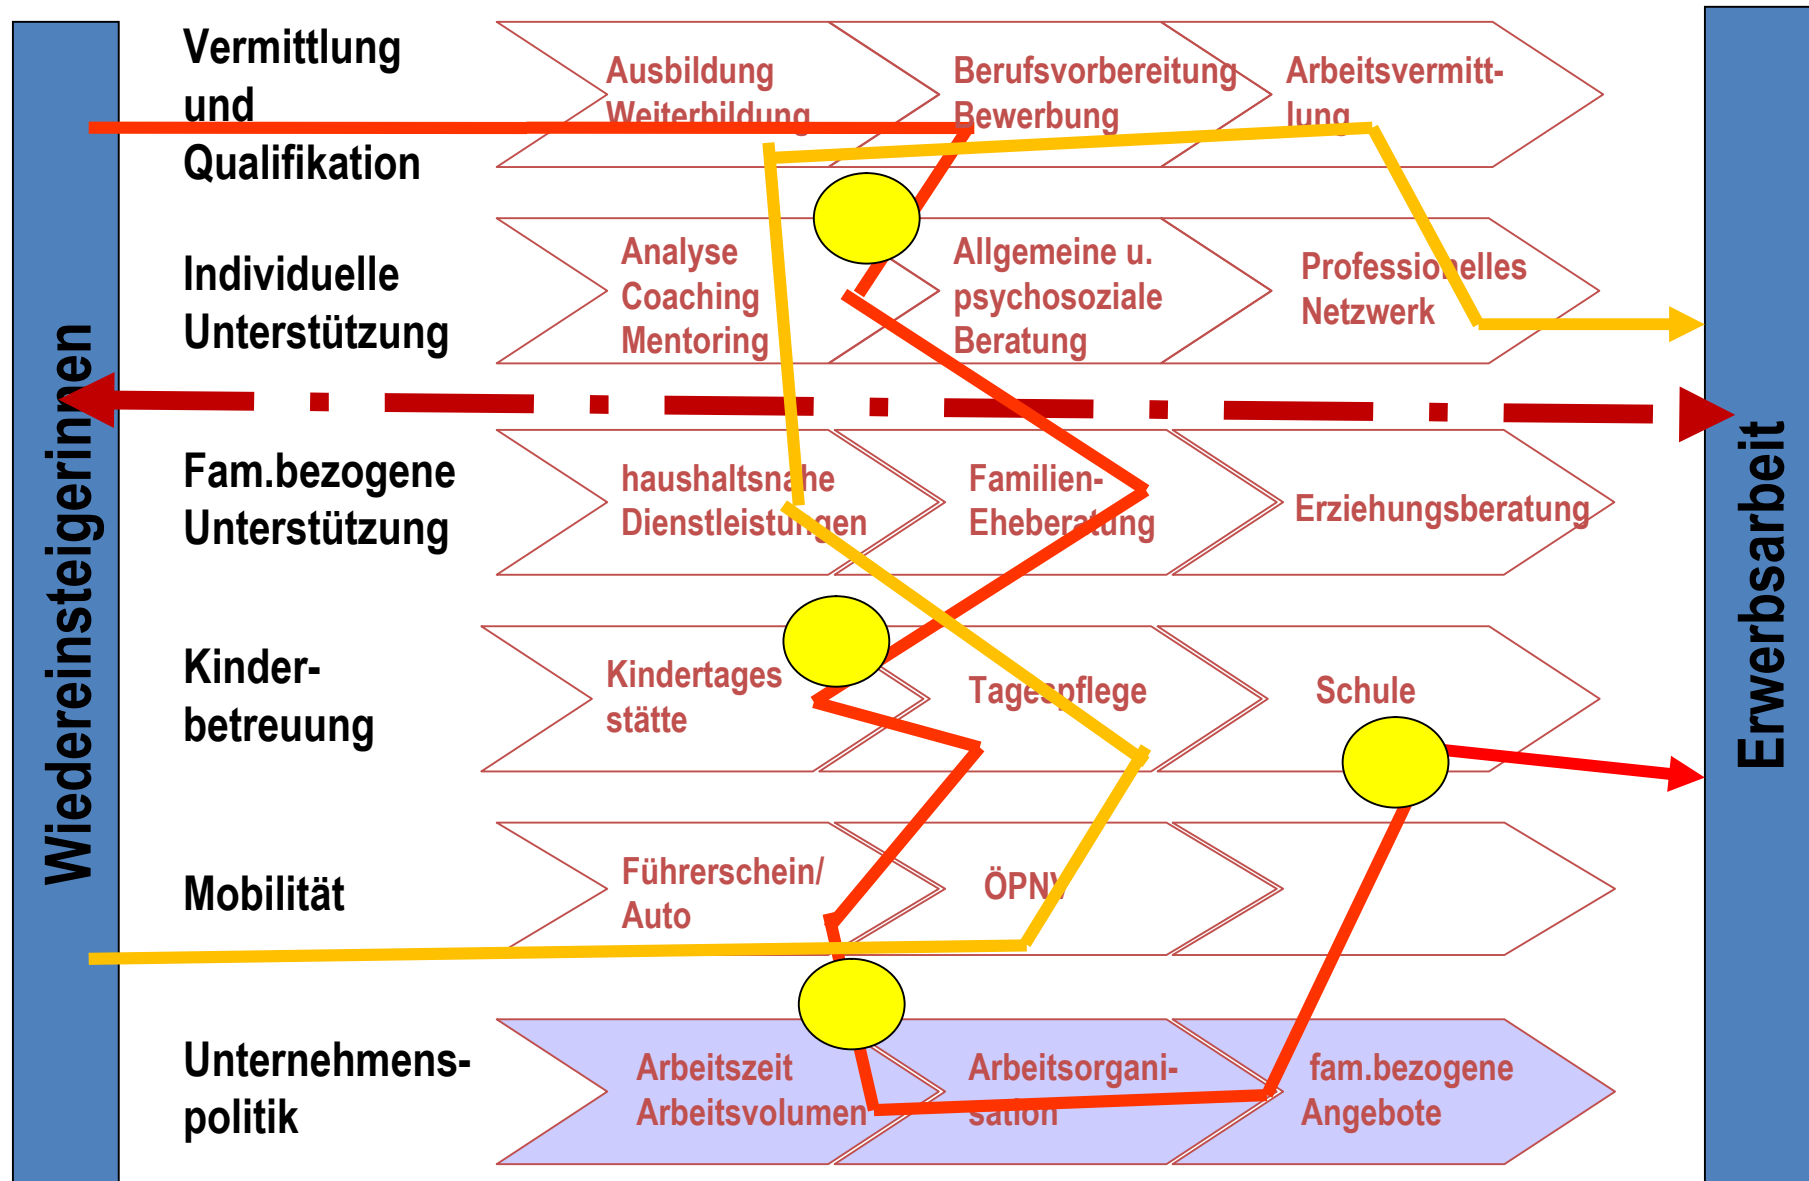 Wiedereinsteigerinnen
Vermittlung
und
Qualifikation
Ausbildung
Weiterbildung
Berufsvorbereitung
Bewerbung
Arbeitsvermitt-
lung
Individuelle
Unterstützung
Analyse
Coaching
Mentoring
Allgemeine u.
psychosoziale
Beratung
Professionelles
Netzwerk
Fam.bezogene
Unterstützung
haushaltsnahe
Dienstleistungen
Familien-
Eheberatung
Erziehungsberatung
Kinder-
betreuung
Kindertages
stätte
Tagespflege
Schule
Mobilität
Führerschein/
Auto
ÖPNV
Unternehmens-
politik
Arbeitszeit
Arbeitsvolumen
Arbeitsorgani-
sation
fam.bezogene
Angebote
Erwerbsarbeit